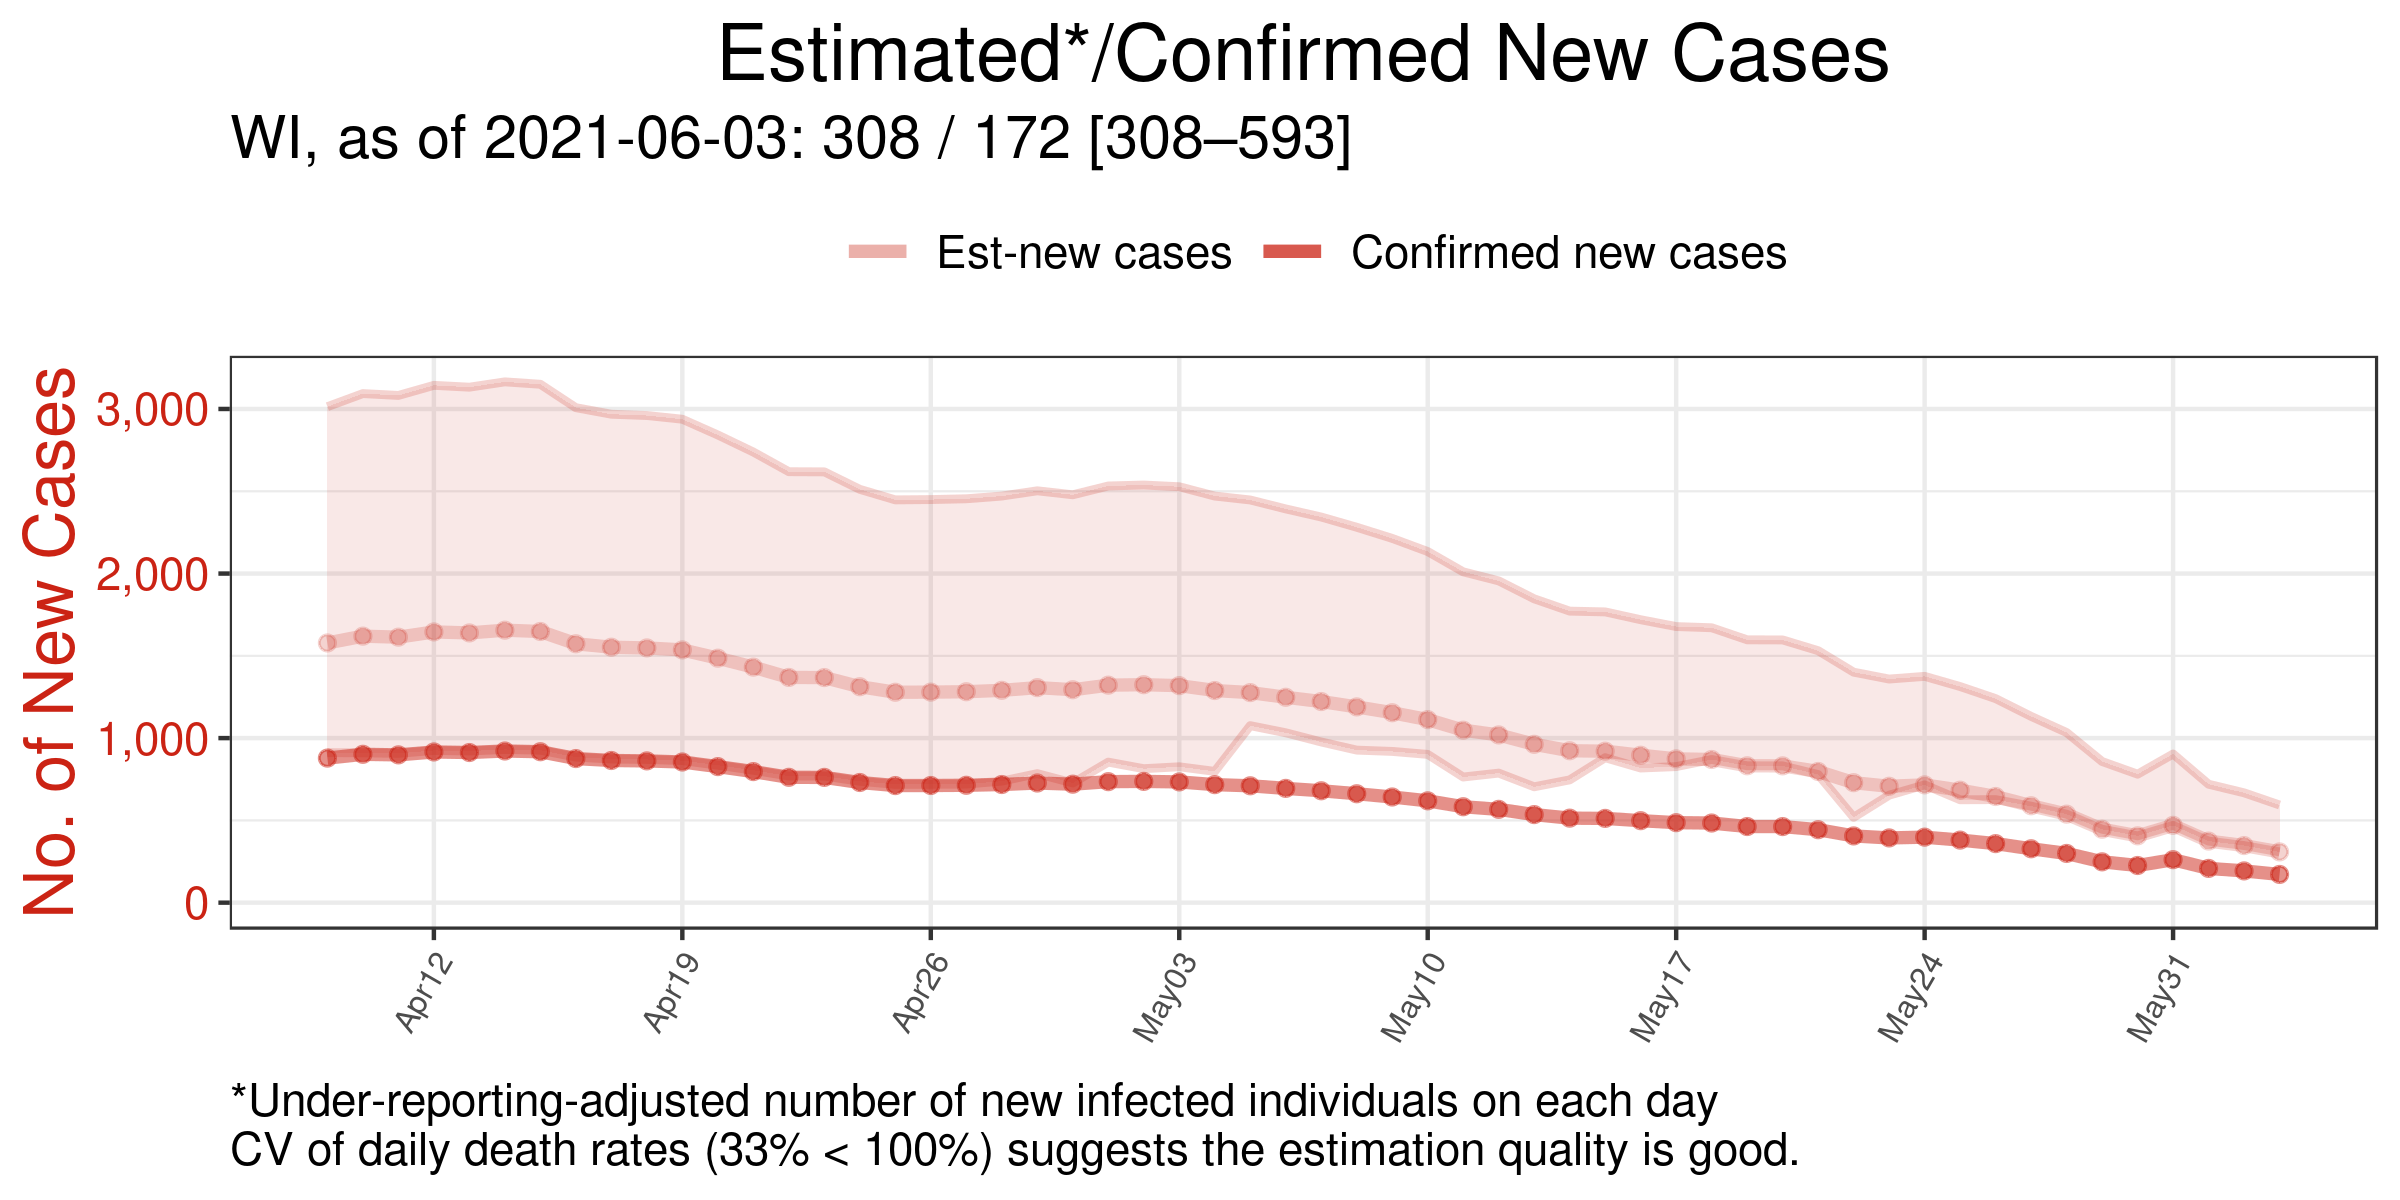 Estimated*/Confirmed New Cases
WI, as of 2021-06-03: 308 / 172 [308–593]
Est-new cases Confirmed new cases
No. of New Cases
3,000
2,000
1,000
0
Apr12 Apr19 Apr26 May03 May10 May17 May24 May31
*Under-reporting-adjusted number of new infected individuals on each day
CV of daily death rates (33% < 100%) suggests the estimation quality is good.